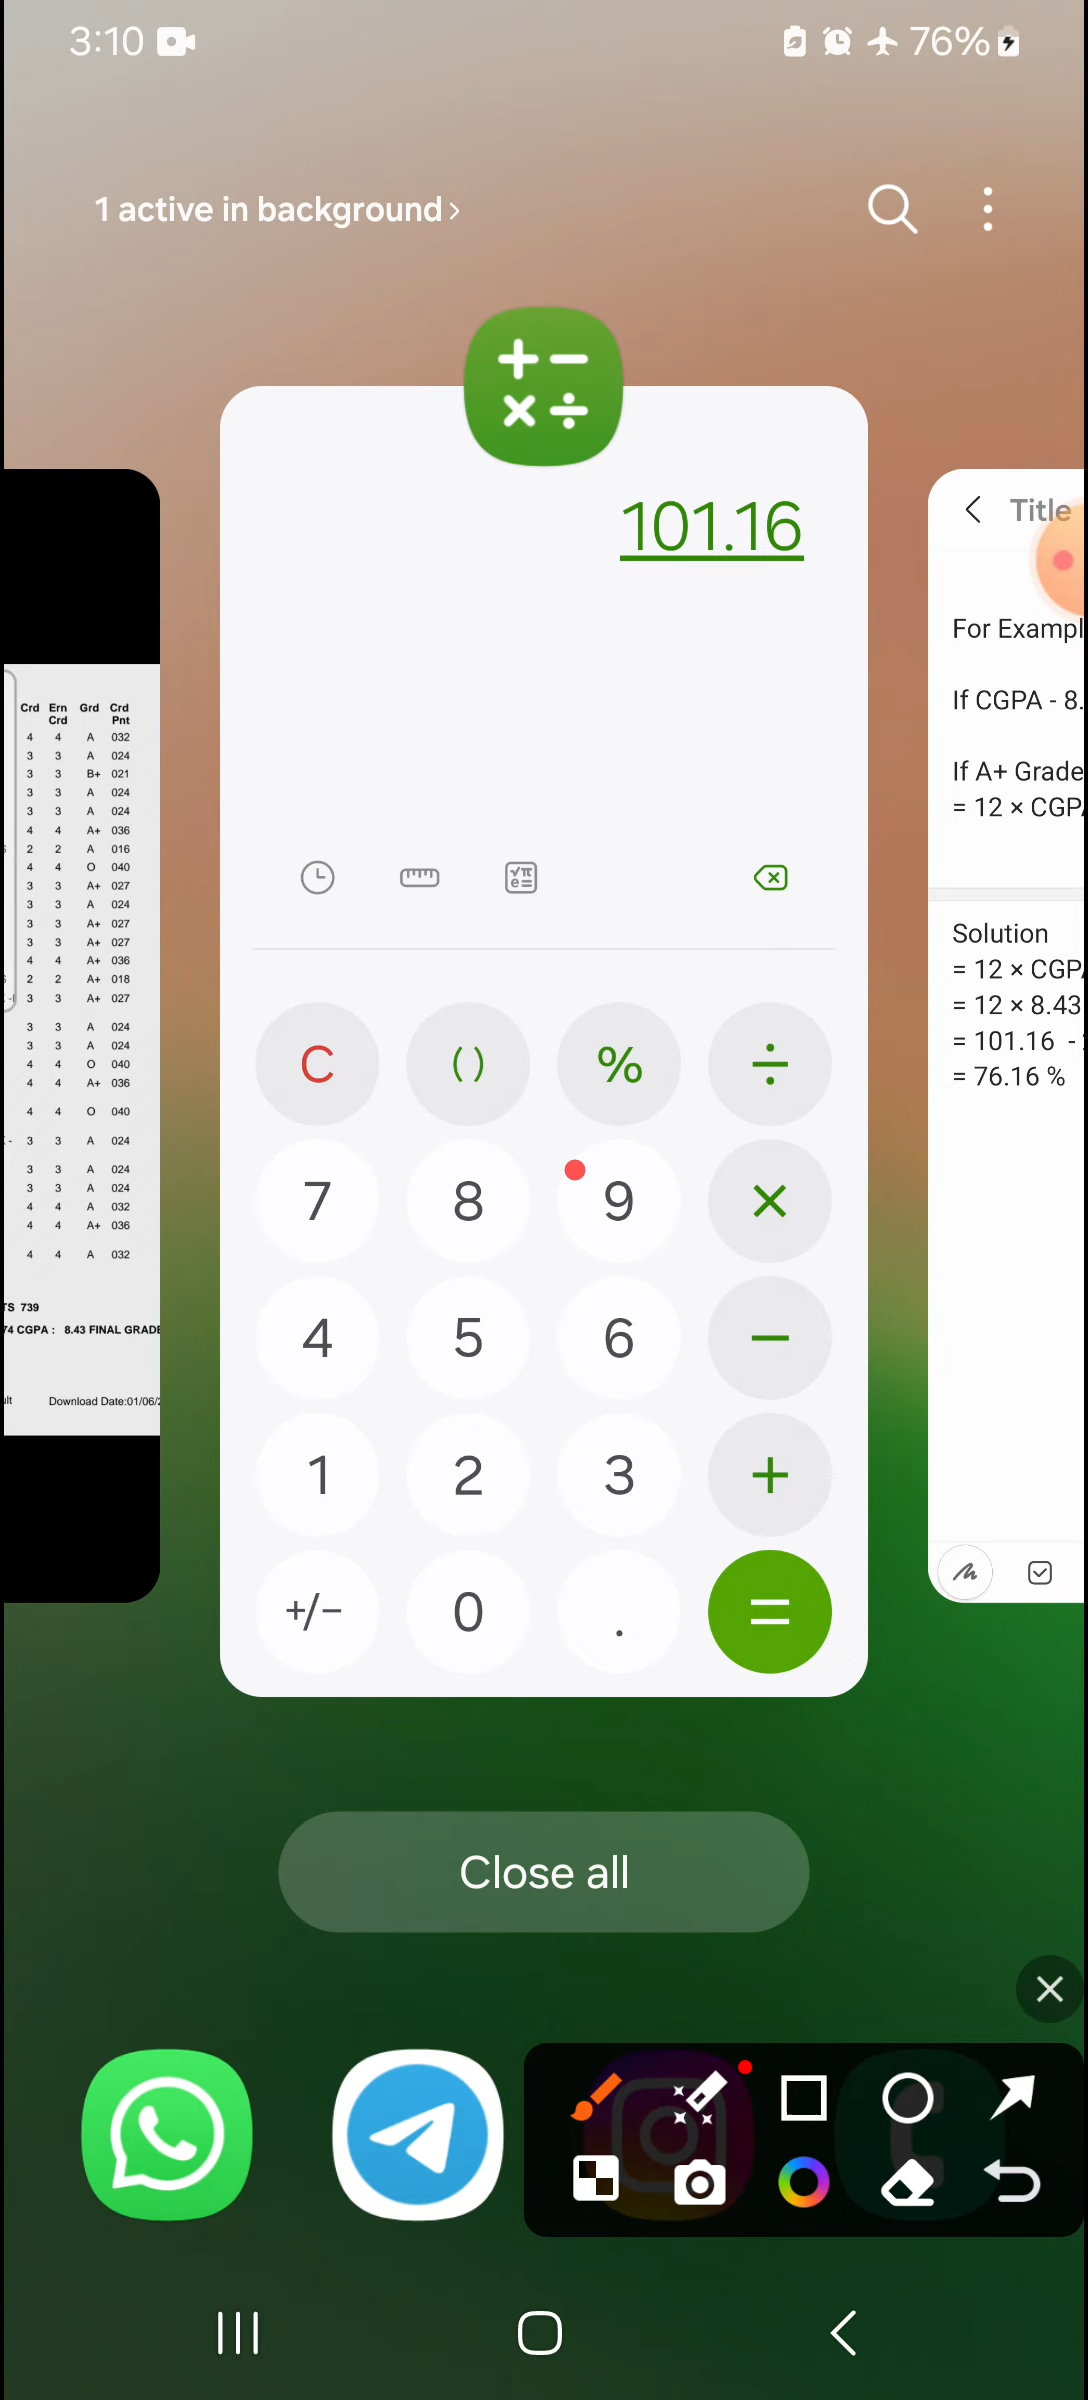 3:10
76%
1 active in background
101.16
C
( )
%
÷
7
8
9
×
4
5
6
−
1
2
3
+
+/−
0
.
=
Crd Ern Grd Crd
Crd Pnt
4 4 A 032
3 3 A 024
3 3 B+ 021
3 3 A 024
3 3 A 024
4 4 A+ 036
2 2 A 016
4 4 O 040
3 3 A+ 027
3 3 A 024
3 3 A+ 027
3 3 A+ 027
4 4 A+ 036
2 2 A+ 018
3 3 A+ 027
3 3 A 024
3 3 A 024
4 4 O 040
4 4 A+ 036
4 4 O 040
3 3 A 024
3 3 A 024
3 3 A 024
4 4 A 032
4 4 A+ 036
4 4 A 032
TS 739
74 CGPA : 8.43 FINAL GRADE
Download Date:01/06/
Title
For Exampl
If CGPA - 8.
If A+ Grade
= 12 × CGPA
Solution
= 12 × CGPA
= 12 × 8.43
= 101.16 -
= 76.16 %
Close all